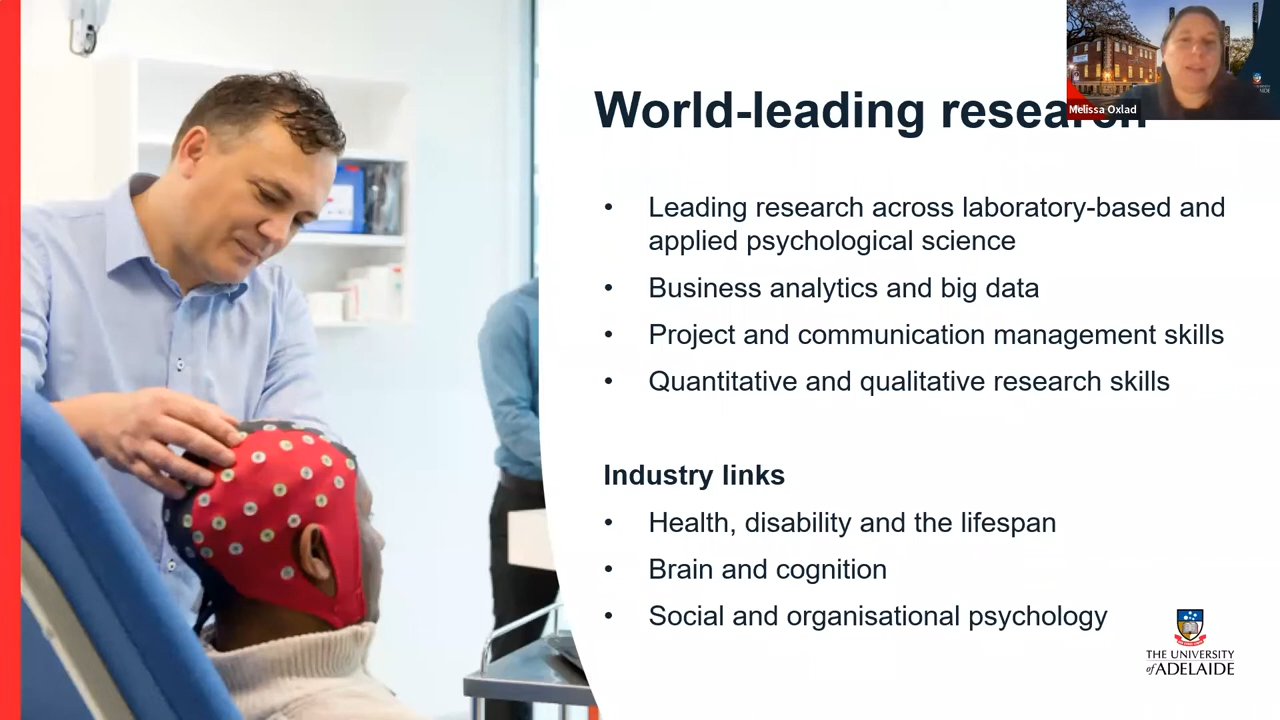 World-leading research
Melissa Oxlad
• Leading research across laboratory-based and
applied psychological science
• Business analytics and big data
• Project and communication management skills
• Quantitative and qualitative research skills
Industry links
• Health, disability and the lifespan
• Brain and cognition
• Social and organisational psychology
THE UNIVERSITY
of ADELAIDE